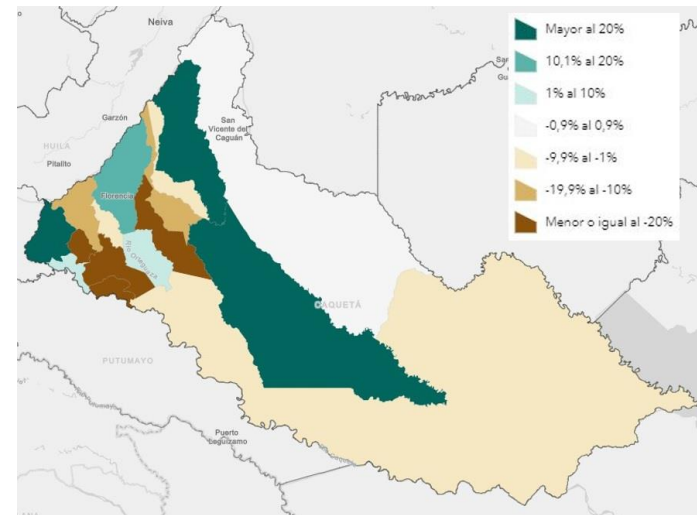 Neiva
Mayor al 20%
10,1% al 20%
1% al 10%
-0,9% al 0,9%
-9,9% al -1%
-19,9% al -10%
Menor o igual al -20%
Garzón
San
Vicente del
Caguán
HUILA
Pitalito
Florencia
Río Orteguaza
CAQUETÁ
PUTUMAYO
Puerto
Leguízamo